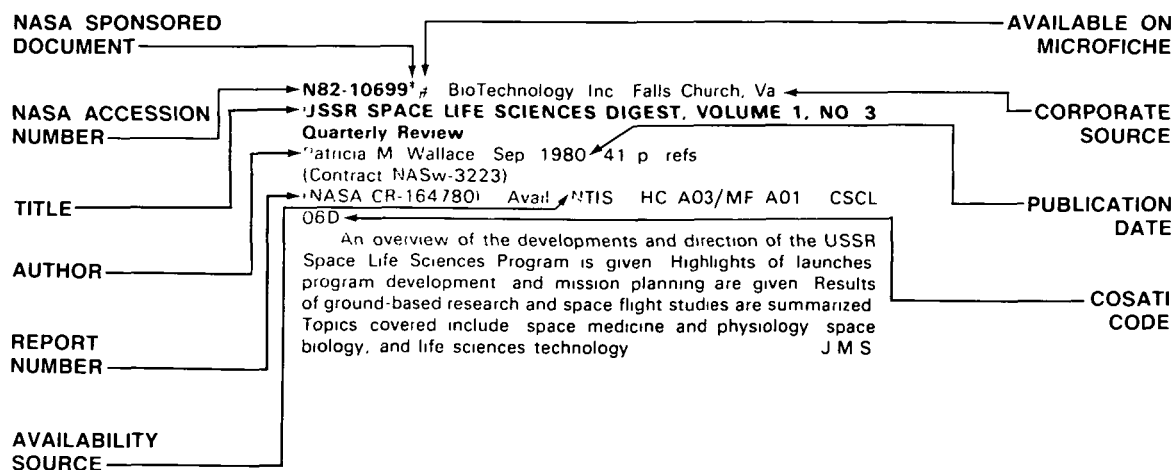 NASA SPONSORED
DOCUMENT
AVAILABLE ON
MICROFICHE
N82-10699*# BioTechnology Inc Falls Church, Va
NASA ACCESSION
NUMBER
USSR SPACE LIFE SCIENCES DIGEST, VOLUME 1, NO 3
Quarterly Review
CORPORATE
SOURCE
Patricia M Wallace Sep 1980 41 p refs
(Contract NASw-3223)
TITLE
(NASA CR-164780) Avail NTIS HC A03/MF A01 CSCL
06D
PUBLICATION
DATE
An overview of the developments and direction of the USSR
Space Life Sciences Program is given Highlights of launches
program development and mission planning are given Results
of ground-based research and space flight studies are summarized
Topics covered include space medicine and physiology space
biology, and life sciences technology J M S
AUTHOR
COSATI
CODE
REPORT
NUMBER
AVAILABILITY
SOURCE